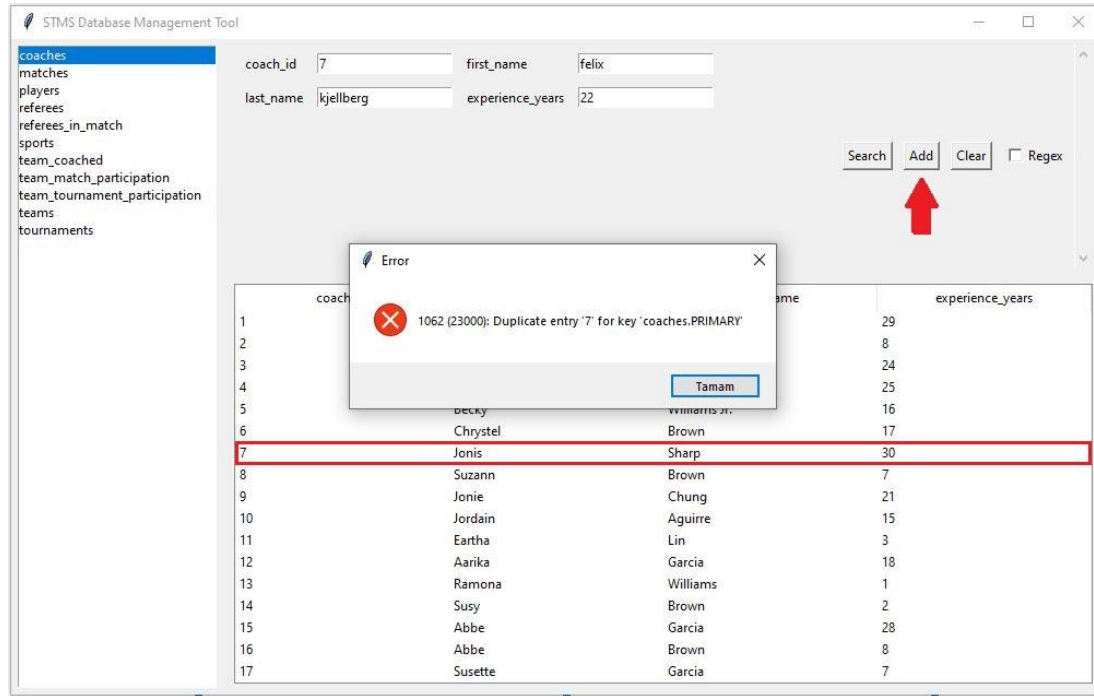 STMS Database Management Tool
coaches
matches
players
referees
referees_in_match
sports
team_coached
team_match_participation
team_tournament_participation
teams
tournaments
coach_id 7 first_name felix
last_name kjellberg experience_years 22
Search Add Clear Regex
Error
1062 (23000): Duplicate entry '7' for key 'coaches.PRIMARY'
Tamam
coach ame experience_years
1 29
2 8
3 24
4 25
5 Becky Williams Jr. 16
6 Chrystel Brown 17
7 Jonis Sharp 30
8 Suzann Brown 7
9 Jonie Chung 21
10 Jordain Aguirre 15
11 Eartha Lin 3
12 Aarika Garcia 18
13 Ramona Williams 1
14 Susy Brown 2
15 Abbe Garcia 28
16 Abbe Brown 8
17 Susette Garcia 7